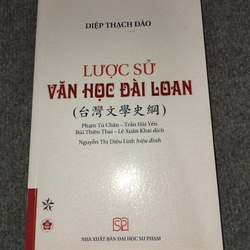 DIỆP THẠCH ĐÀO
LƯỢC SỬ
VĂN HỌC ĐÀI LOAN
(台灣文學史綱)
Phạm Tú Châu – Trần Hải Yến
Bùi Thiên Thai – Lê Xuân Khai dịch
Nguyễn Thị Diệu Linh hiệu đính
NHÀ XUẤT BẢN ĐẠI HỌC SƯ PHẠM